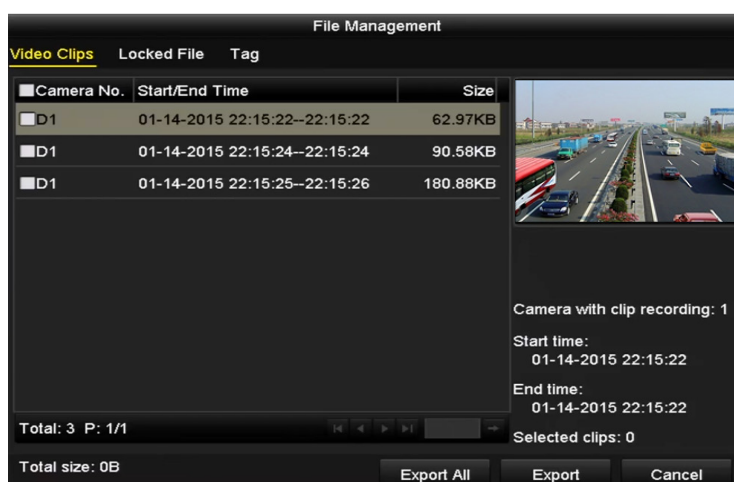 File Management
Video Clips Locked File Tag
Camera No. Start/End Time Size
D1 01-14-2015 22:15:22--22:15:22 62.97KB
D1 01-14-2015 22:15:24--22:15:24 90.58KB
D1 01-14-2015 22:15:25--22:15:26 180.88KB
Camera with clip recording: 1
Start time:
01-14-2015 22:15:22
End time:
01-14-2015 22:15:22
Selected clips: 0
Total: 3 P: 1/1
Total size: 0B
Export All Export Cancel